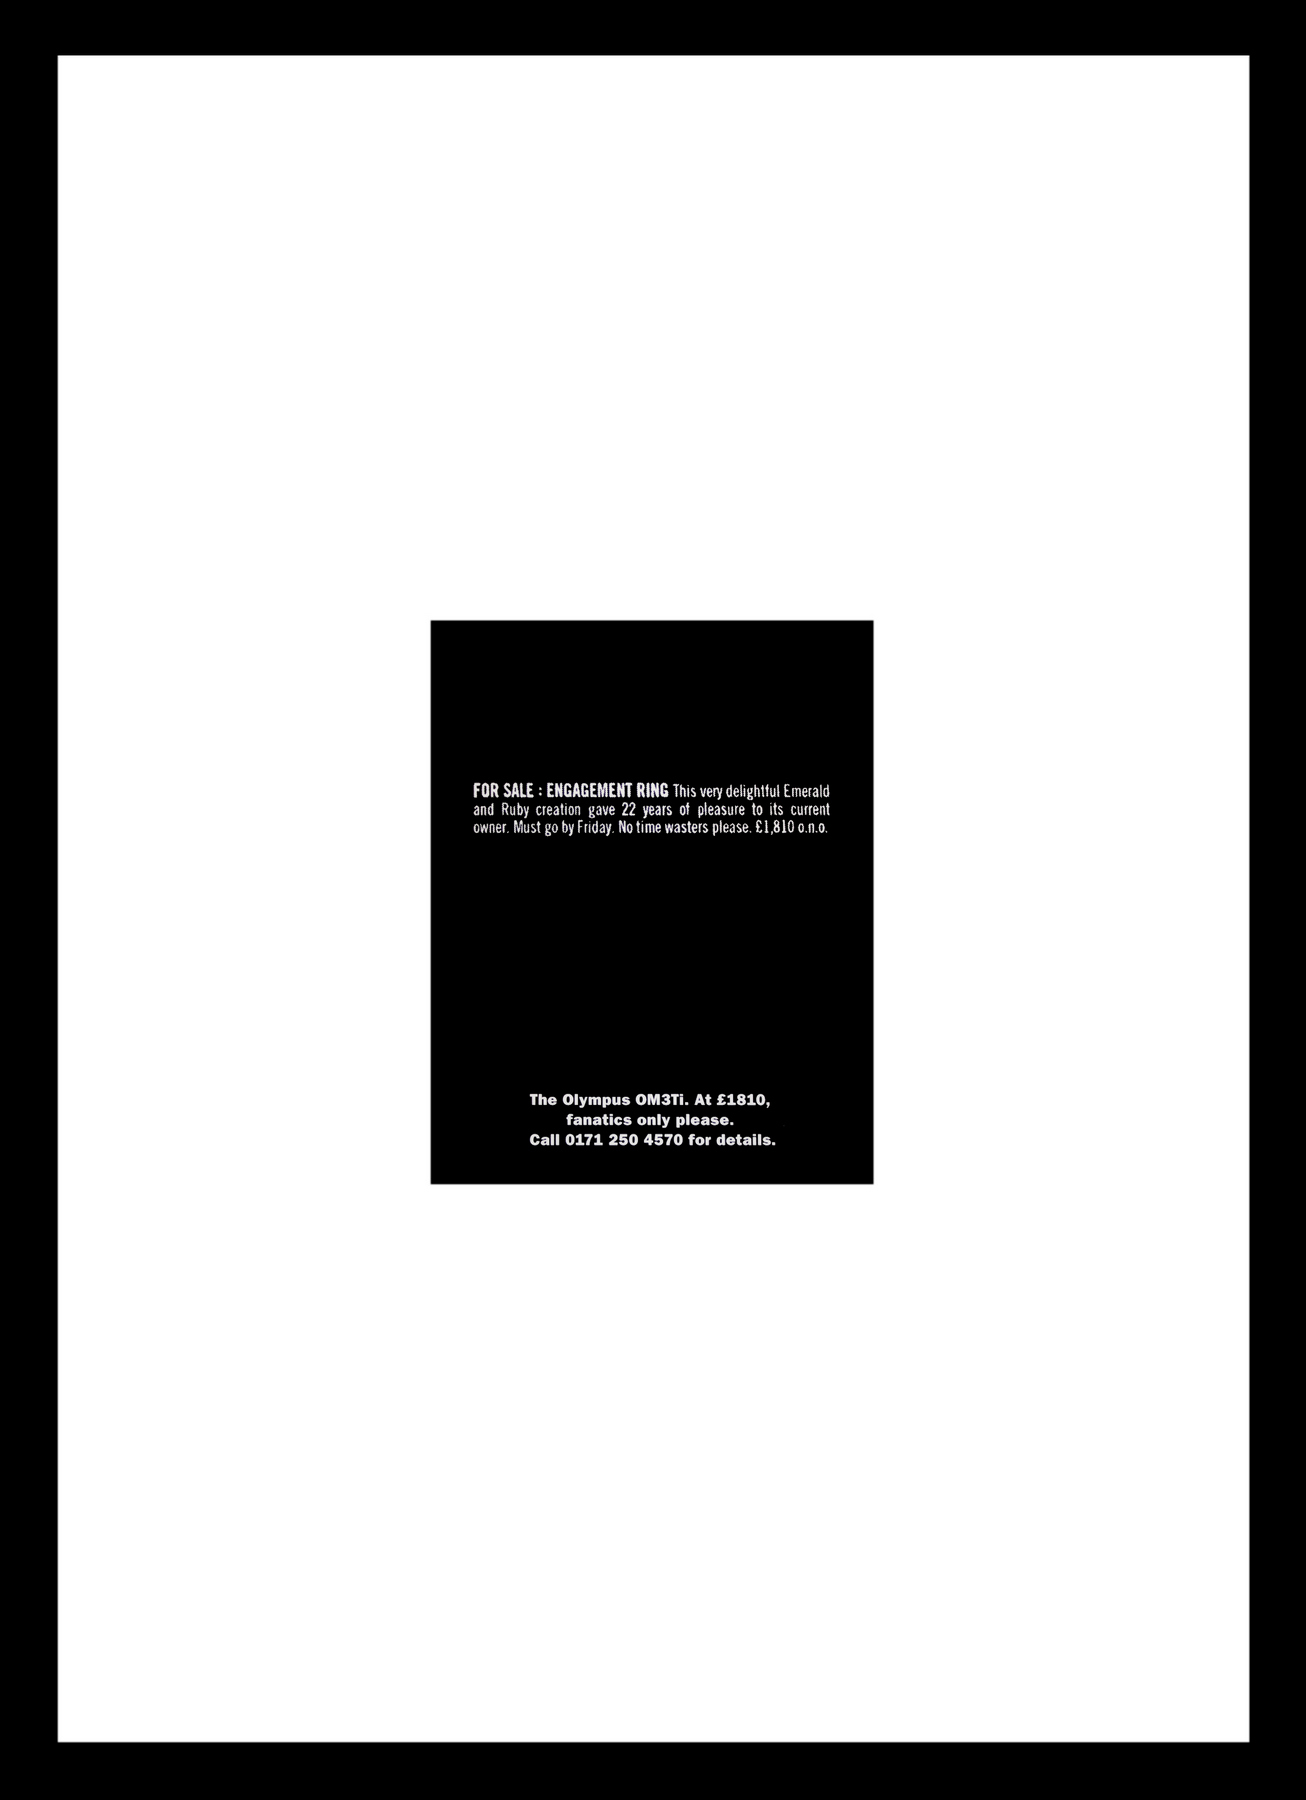 FOR SALE : ENGAGEMENT RING This very delightful Emerald
and Ruby creation gave 22 years of pleasure to its current
owner. Must go by Friday. No time wasters please. £1,810 o.n.o.
The Olympus OM3Ti. At £1810,
fanatics only please.
Call 0171 250 4570 for details.